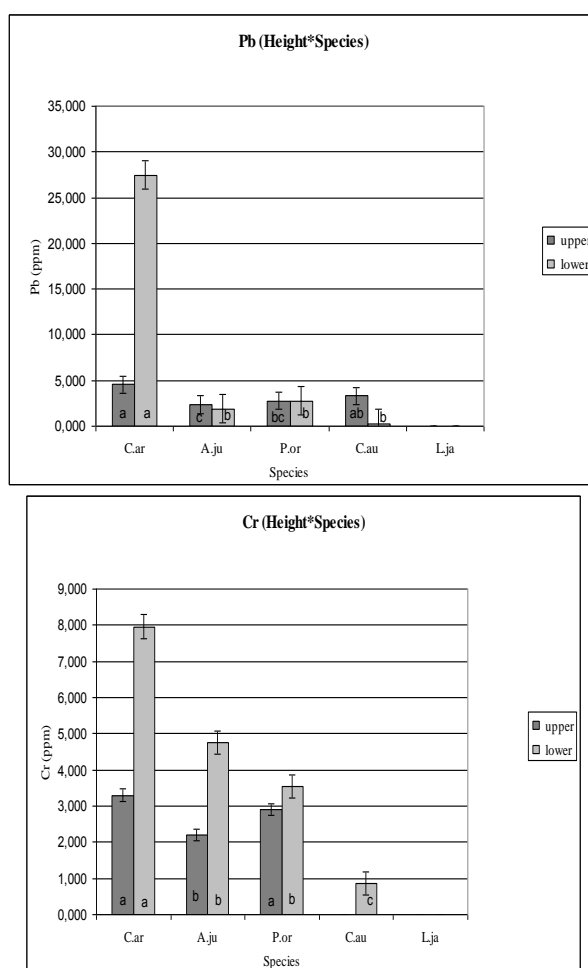 Pb (Height*Species)
35,000
30,000
25,000
20,000
15,000
10,000
5,000
0,000
Pb (ppm)
a a c b bc b ab b
C.ar A.ju P.or C.au L.ja
Species
upper
lower
Cr (Height*Species)
9,000
8,000
7,000
6,000
5,000
4,000
3,000
2,000
1,000
0,000
Cr (ppm)
a a b b a b c
C.ar A.ju P.or C.au L.ja
Species
upper
lower